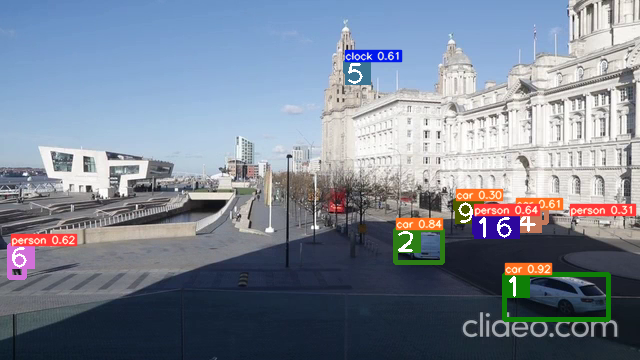 clock 0.61
5
car 0.30
9
car 0.61
person 0.64
person 0.31
1 6
4
car 0.84
2
person 0.62
6
car 0.92
1
clideo.com